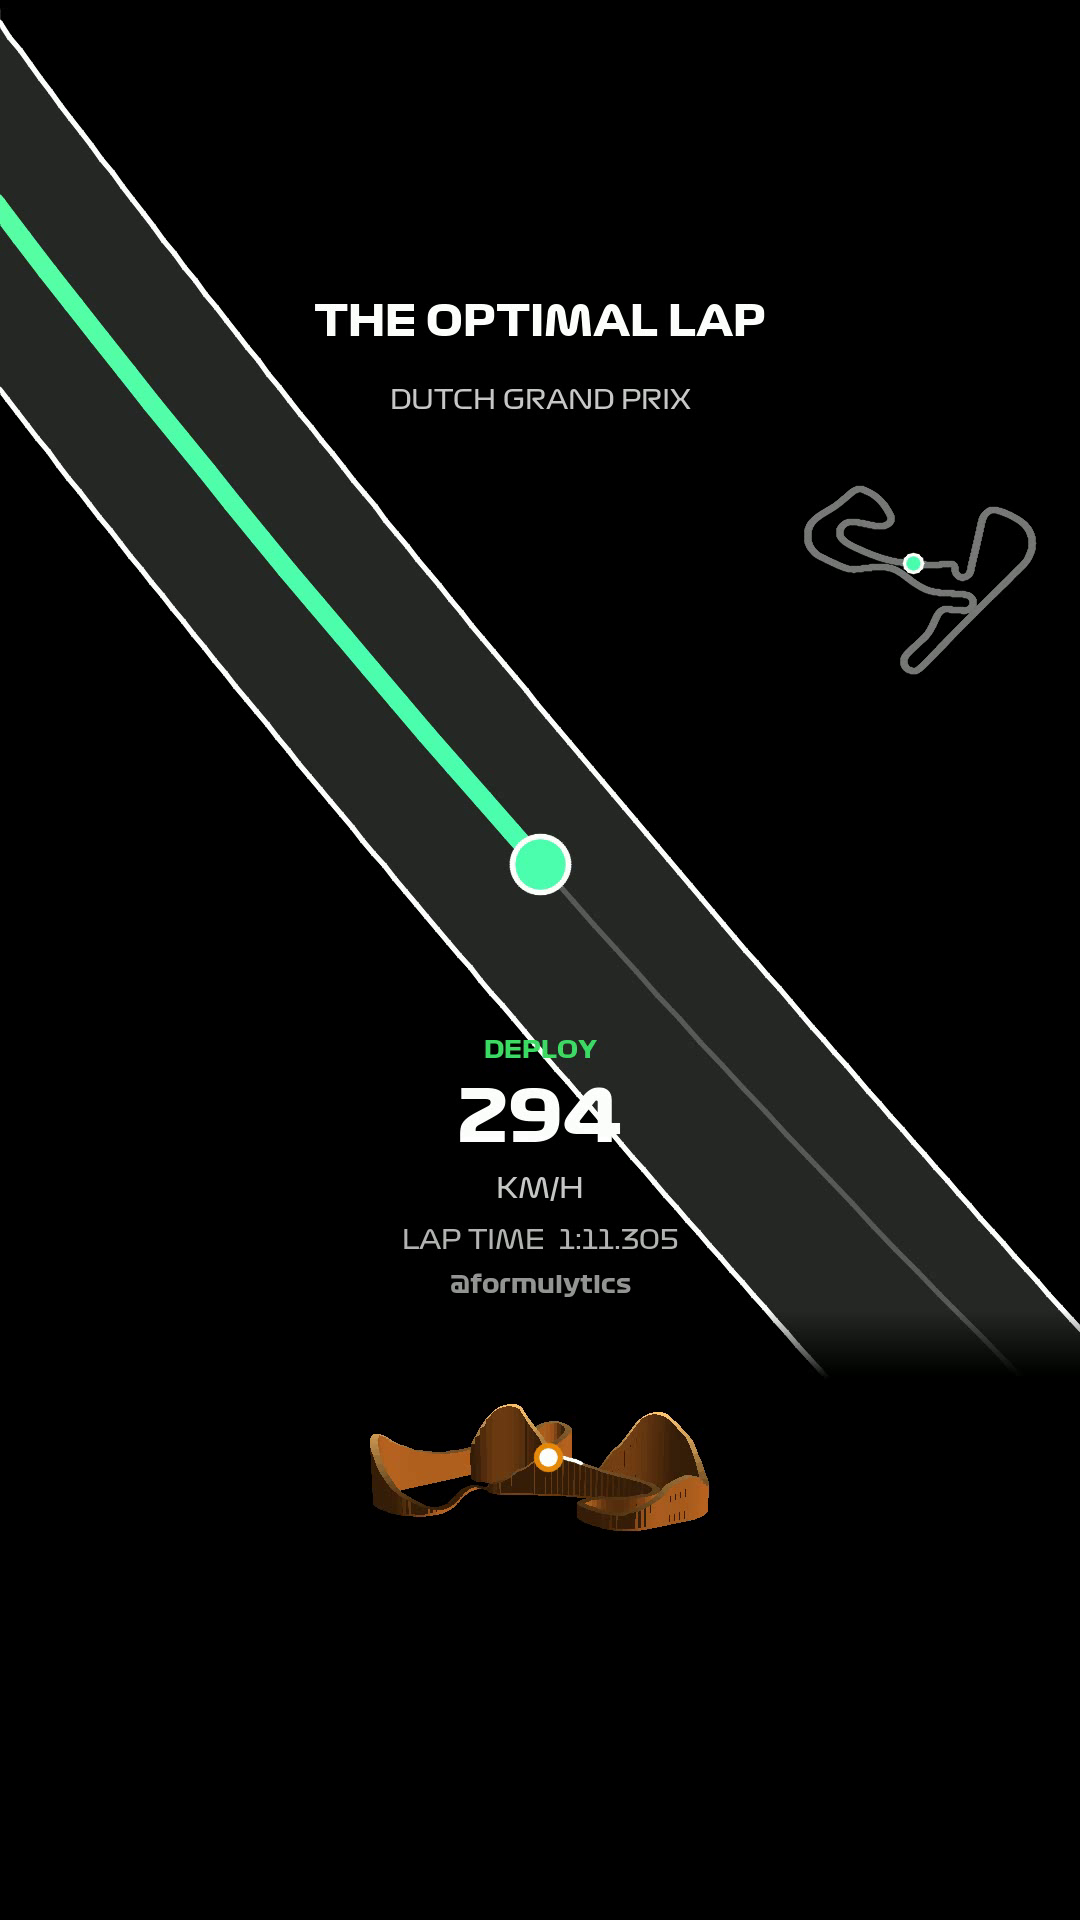 THE OPTIMAL LAP
DUTCH GRAND PRIX
DEPLOY
294
KM/H
LAP TIME 1:11.305
@formulytics